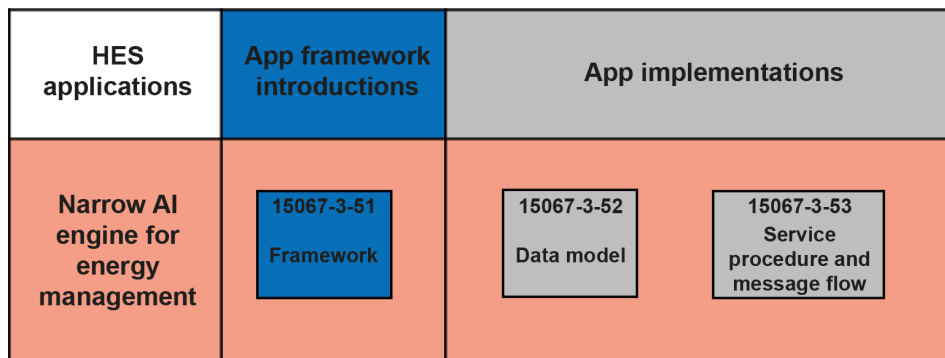 HES
applications
App framework
introductions
App implementations
Narrow AI
engine for
energy
management
15067-3-51
Framework
15067-3-52
Data model
15067-3-53
Service
procedure and
message flow